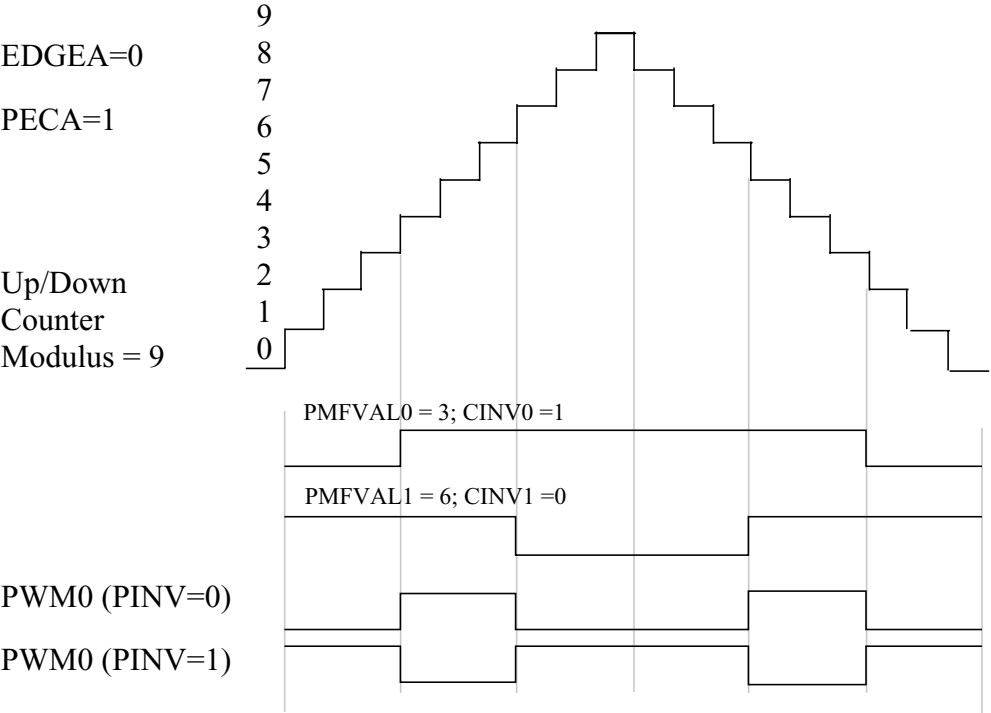 9
EDGEA=0
8
7
PECA=1
6
5
4
3
Up/Down
2
Counter
1
Modulus = 9
0
PMFVAL0 = 3; CINV0 =1
PMFVAL1 = 6; CINV1 =0
PWM0 (PINV=0)
PWM0 (PINV=1)